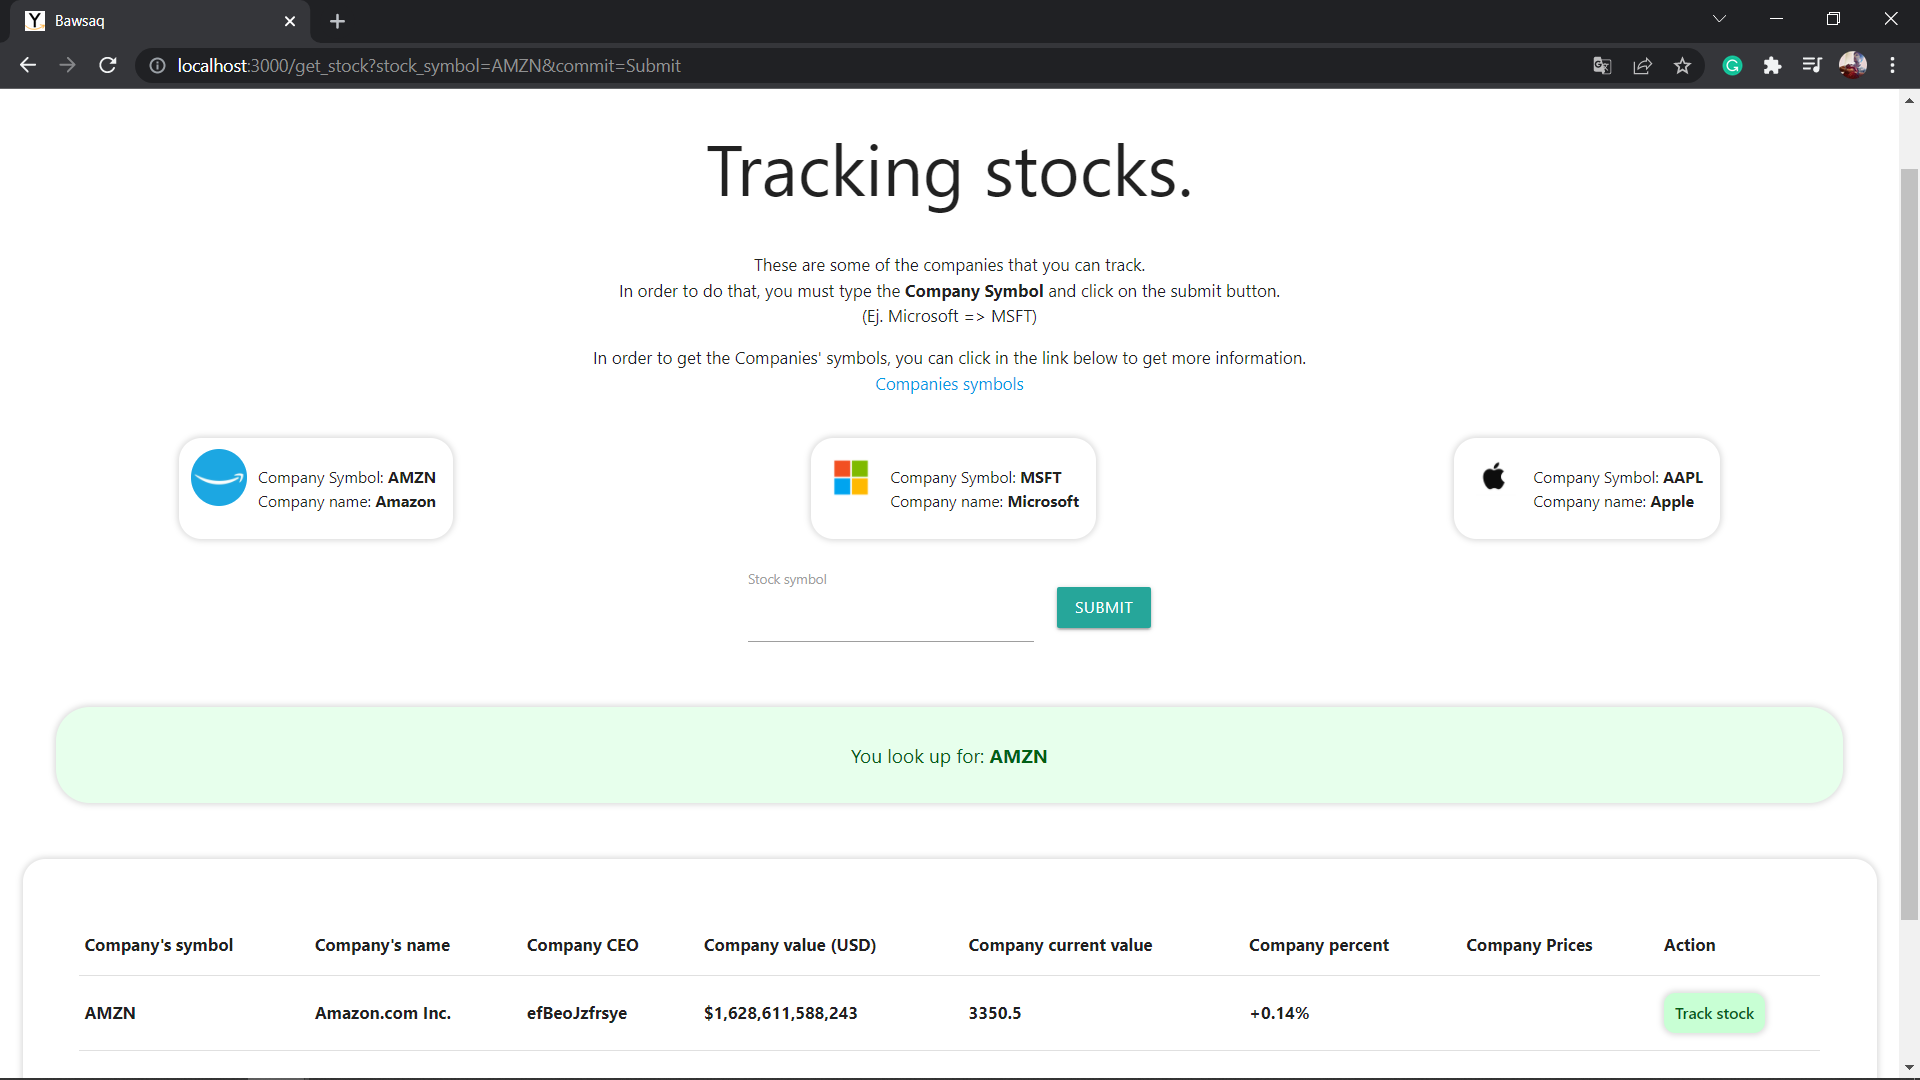 Bawsaq
localhost:3000/get_stock?stock_symbol=AMZN&commit=Submit
Tracking stocks.
These are some of the companies that you can track.
In order to do that, you must type the Company Symbol and click on the submit button.
(Ej. Microsoft => MSFT)
In order to get the Companies' symbols, you can click in the link below to get more information.
Companies symbols
Company Symbol: AMZN
Company name: Amazon
Company Symbol: MSFT
Company name: Microsoft
Company Symbol: AAPL
Company name: Apple
Stock symbol
SUBMIT
You look up for: AMZN
Company's symbol Company's name Company CEO Company value (USD) Company current value Company percent Company Prices Action
AMZN Amazon.com Inc. efBeoJzfrsye $1,628,611,588,243 3350.5 +0.14% Track stock